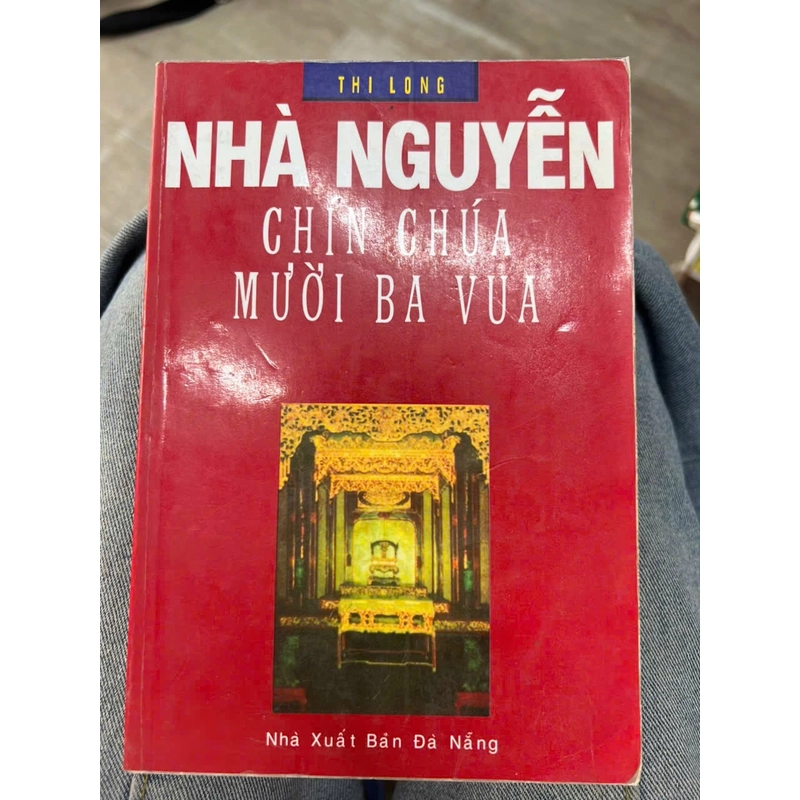 THI LONG
NHÀ NGUYỄN
CHÍN CHÚA
MƯỜI BA VUA
Nhà Xuất Bản Đà Nẵng